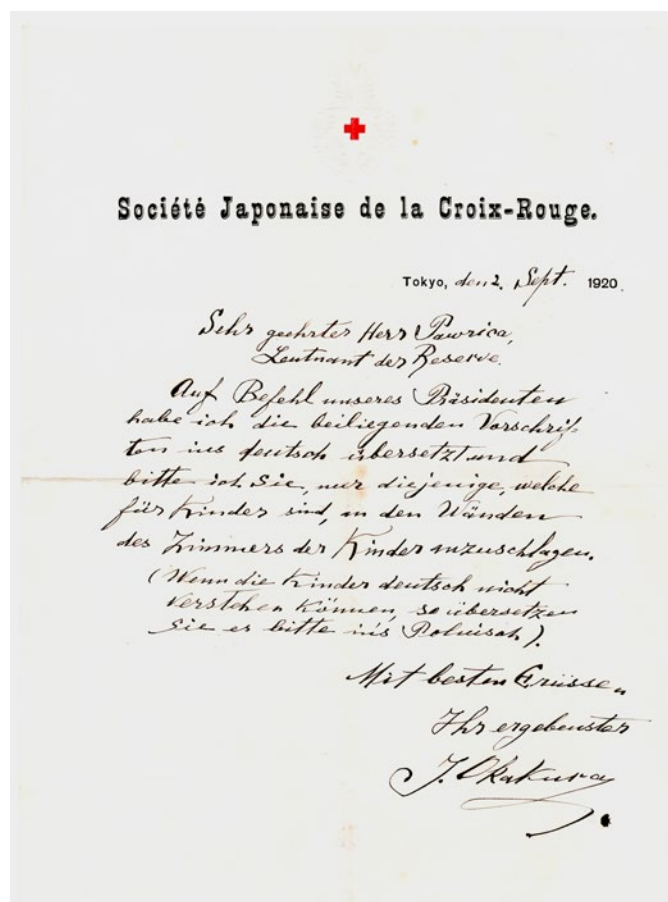 Société Japonaise de la Croix-Rouge.
Tokyo, den 2. Sept. 1920.
Sehr geehrter Herr Pawrica,
Leutnant der Reserve.
Auf Befehl unseres Präsidenten
habe ich die beiliegenden Vorschrif-
ten ins deutsch übersetzt und
bitte ich Sie, nur diejenige, welche
für Kinder sind, an den Wänden
des Zimmers der Kinder anzuschlagen.
(Wenn die Kinder deutsch nicht
verstehen können, so übersetzen
Sie es bitte in's Polnisch).
Mit besten Grüssen
Ihr ergebenster
J. Okakura